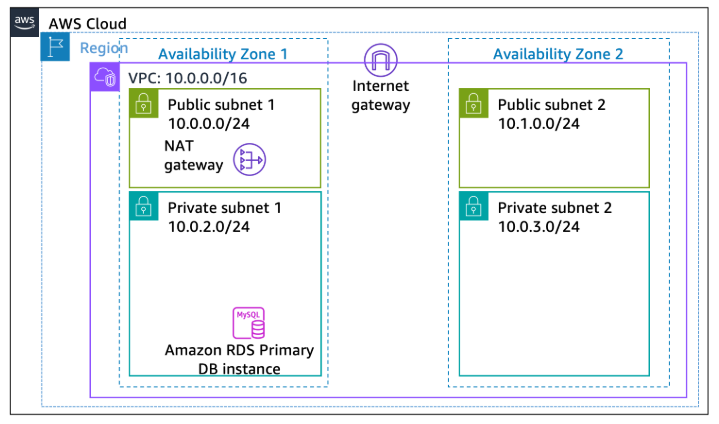 aws
AWS Cloud
Region
Availability Zone 1
Availability Zone 2
VPC: 10.0.0.0/16
Internet
gateway
Public subnet 1
10.0.0.0/24
NAT
gateway
Public subnet 2
10.1.0.0/24
Private subnet 1
10.0.2.0/24
Private subnet 2
10.0.3.0/24
MySQL
Amazon RDS Primary
DB instance